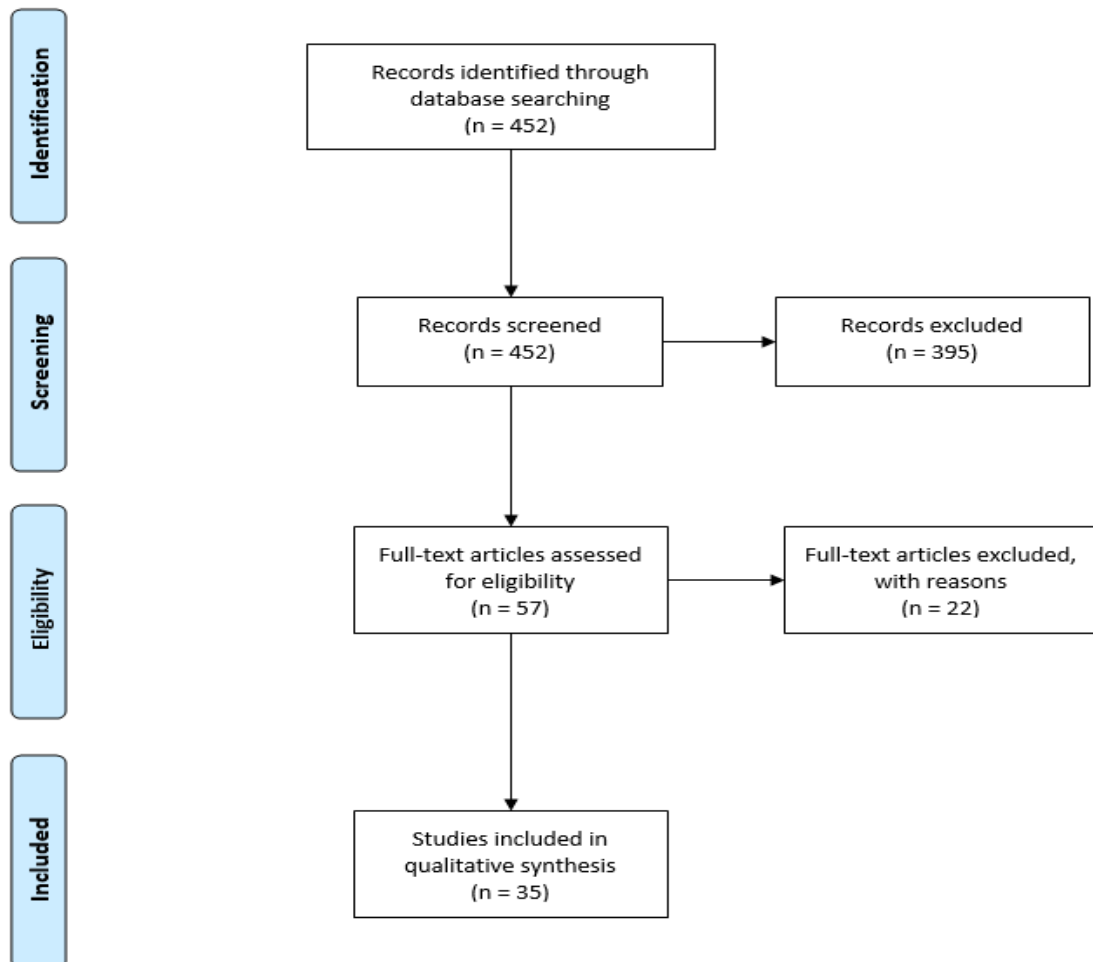 Identification
Records identified through
database searching
(n = 452)
Screening
Records screened
(n = 452)
Records excluded
(n = 395)
Eligibility
Full-text articles assessed
for eligibility
(n = 57)
Full-text articles excluded,
with reasons
(n = 22)
Included
Studies included in
qualitative synthesis
(n = 35)